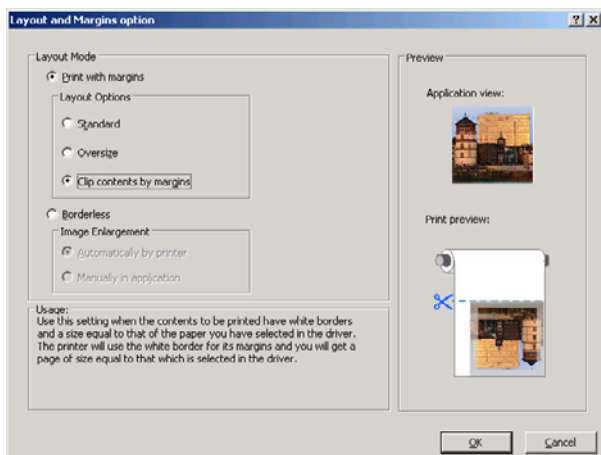 Layout and Margins option
Layout Mode
Print with margins
Layout Options
Standard
Oversize
Clip contents by margins
Borderless
Image Enlargement
Automatically by printer
Manually in application
Usage:
Use this setting when the contents to be printed have white borders
and a size equal to that of the paper you have selected in the driver.
The printer will use the white border for its margins and you will get a
page of size equal to that which is selected in the driver.
Preview
Application view:
Print preview:
OK
Cancel